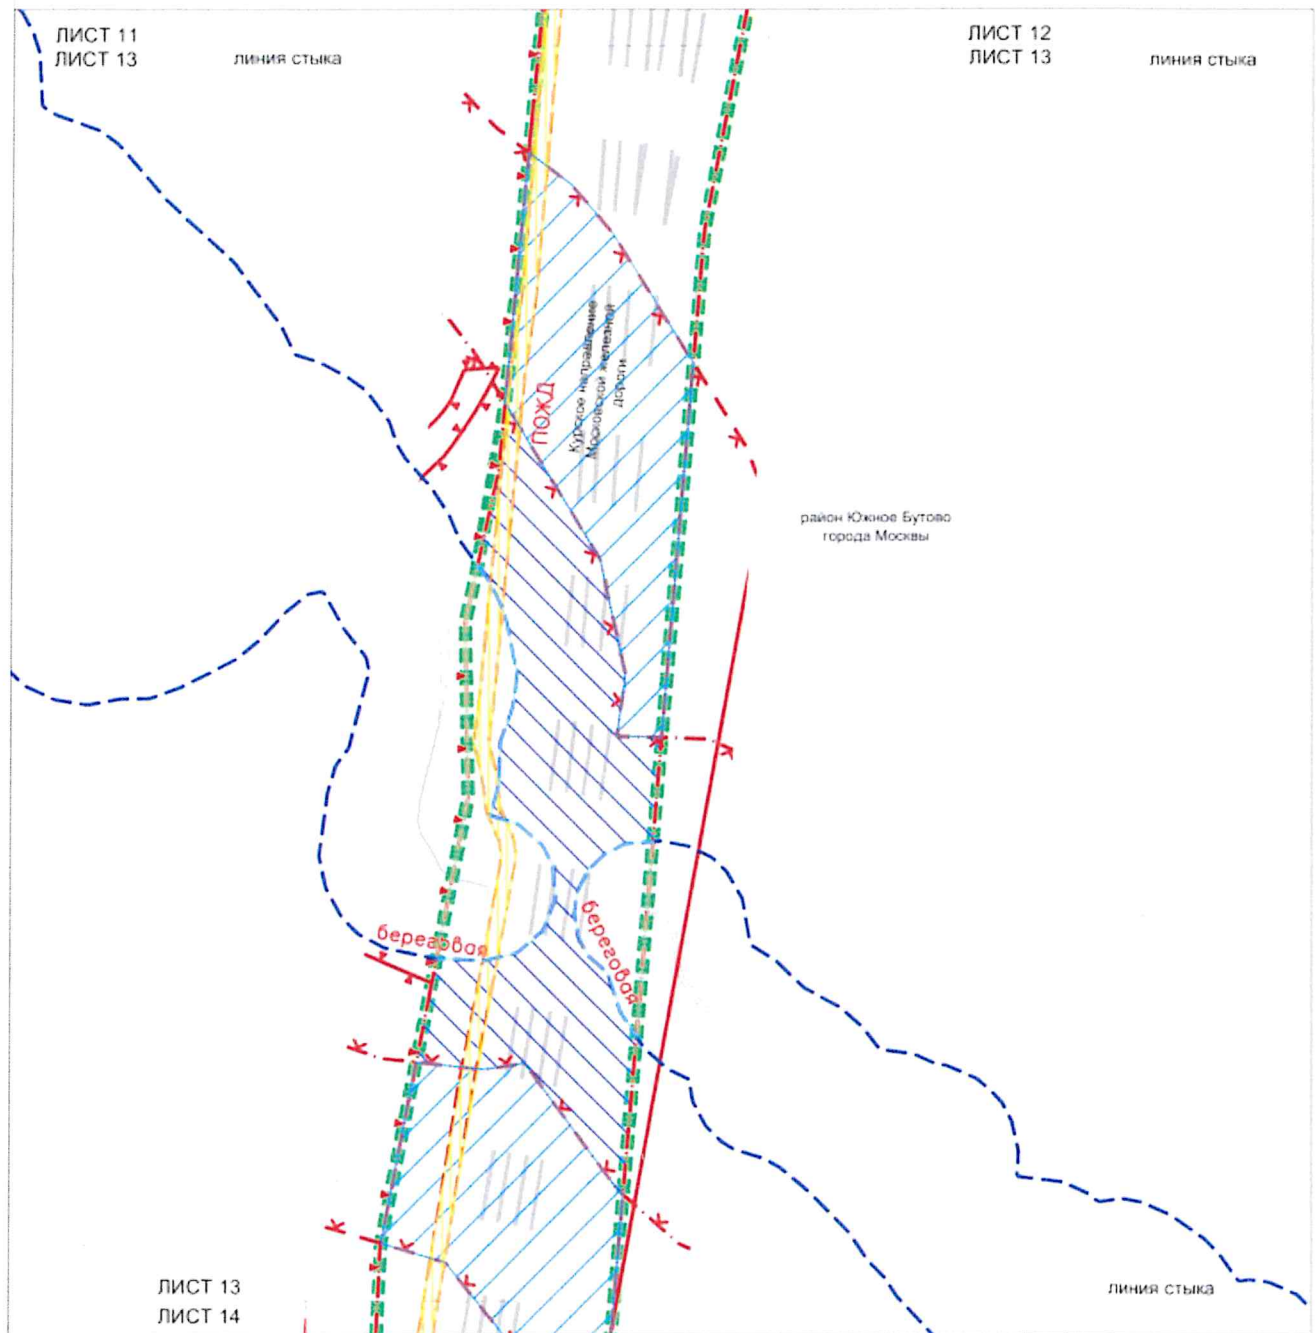 ЛИСТ 11
ЛИСТ 13
линия стыка
ЛИСТ 12
ЛИСТ 13
линия стыка
Курское направление
Московской железной
дороги
ПОЖД
район Южное Бутово
города Москвы
береговая
береговая
к
к
к
ЛИСТ 13
ЛИСТ 14
линия стыка